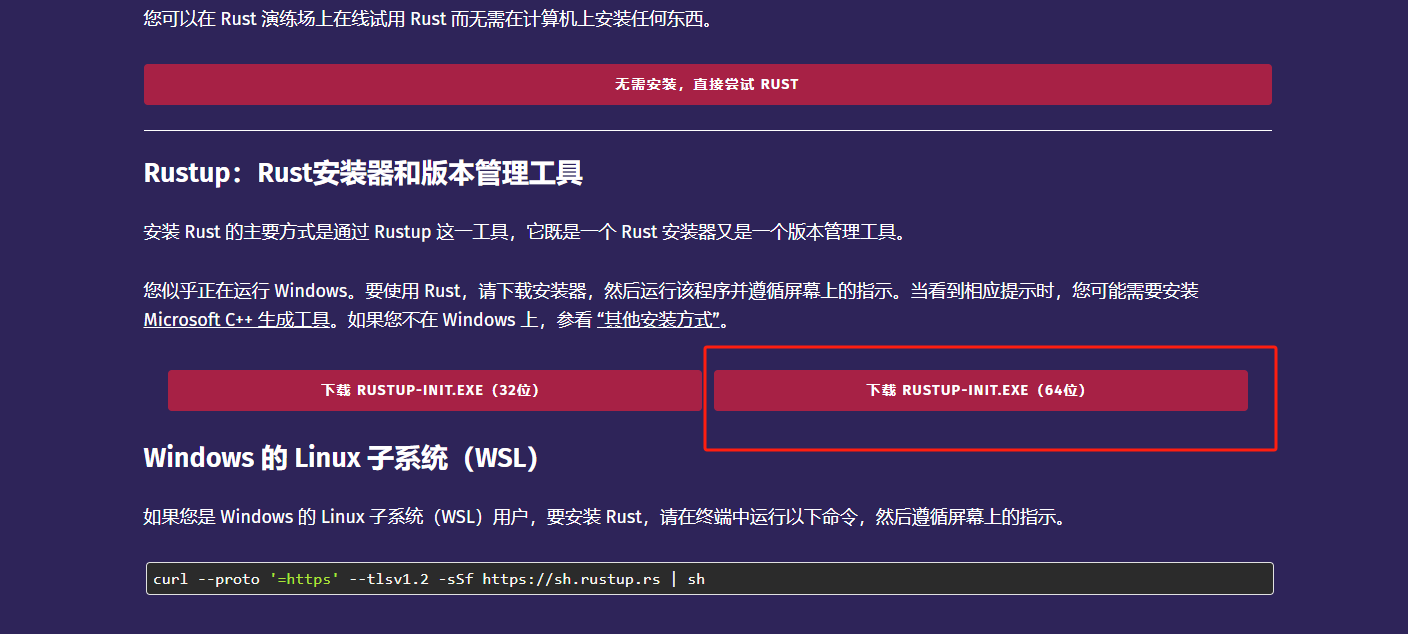 您可以在 Rust 演练场上在线试用 Rust 而无需在计算机上安装任何东西。
无需安装，直接尝试 RUST
Rustup：Rust安装器和版本管理工具
安装 Rust 的主要方式是通过 Rustup 这一工具，它既是一个 Rust 安装器又是一个版本管理工具。
您似乎正在运行 Windows。要使用 Rust，请下载安装器，然后运行该程序并遵循屏幕上的指示。当看到相应提示时，您可能需要安装
Microsoft C++ 生成工具。如果您不在 Windows 上，参看 “其他安装方式”。
下载 RUSTUP-INIT.EXE（32位）
下载 RUSTUP-INIT.EXE（64位）
Windows 的 Linux 子系统（WSL）
如果您是 Windows 的 Linux 子系统（WSL）用户，要安装 Rust，请在终端中运行以下命令，然后遵循屏幕上的指示。
curl --proto '=https' --tlsv1.2 -sSf https://sh.rustup.rs | sh